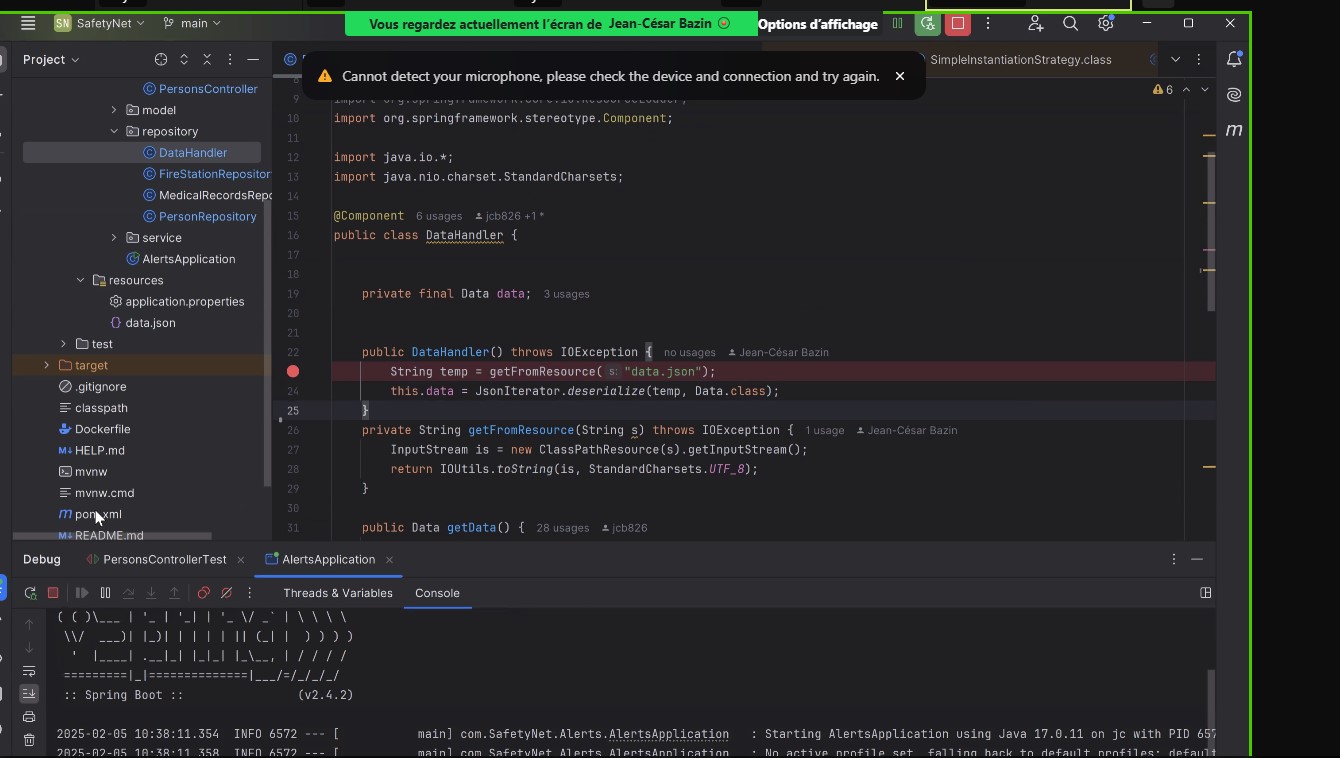 SN SafetyNet
main
Vous regardez actuellement l'écran de Jean-César Bazin
Options d'affichage
Project
Cannot detect your microphone, please check the device and connection and try again.
SimpleInstantiationStrategy.class
6
PersonsController
model
repository
DataHandler
FireStationRepositor
MedicalRecordsRepo
PersonRepository
service
AlertsApplication
resources
application.properties
data.json
test
target
.gitignore
classpath
Dockerfile
HELP.md
mvnw
mvnw.cmd
pom.xml
README.md
9
10 import org.springframework.stereotype.Component;
11
12 import java.io.*;
13 import java.nio.charset.StandardCharsets;
14
15 @Component 6 usages jcb826 +1 *
16 public class DataHandler {
17
18
19 private final Data data; 3 usages
20
21
22 public DataHandler() throws IOException { no usages Jean-César Bazin
String temp = getFromResource( s: "data.json");
24 this.data = JsonIterator.deserialize(temp, Data.class);
25 }
26 private String getFromResource(String s) throws IOException { 1 usage Jean-César Bazin
27 InputStream is = new ClassPathResource(s).getInputStream();
28 return IOUtils.toString(is, StandardCharsets.UTF_8);
29 }
30
31 public Data getData() { 28 usages jcb826
Debug PersonsControllerTest AlertsApplication
Threads & Variables Console
( ( )\___ | '_ | '_| | '_ \/ _` | \ \ \ \
\\/ ___)| |_)| | | | | || (_| | ) ) ) )
' |____| .__|_| |_|_| |_\__, | / / / /
=========|_|==============|___/=/_/_/_/
:: Spring Boot :: (v2.4.2)
2025-02-05 10:38:11.354 INFO 6572 --- [ main] com.SafetyNet.Alerts.AlertsApplication : Starting AlertsApplication using Java 17.0.11 on jc with PID 657
2025-02-05 10:38:11.358 INFO 6572 --- [ main] com.SafetyNet.Alerts.AlertsApplication : No active profile set, falling back to default profiles: default